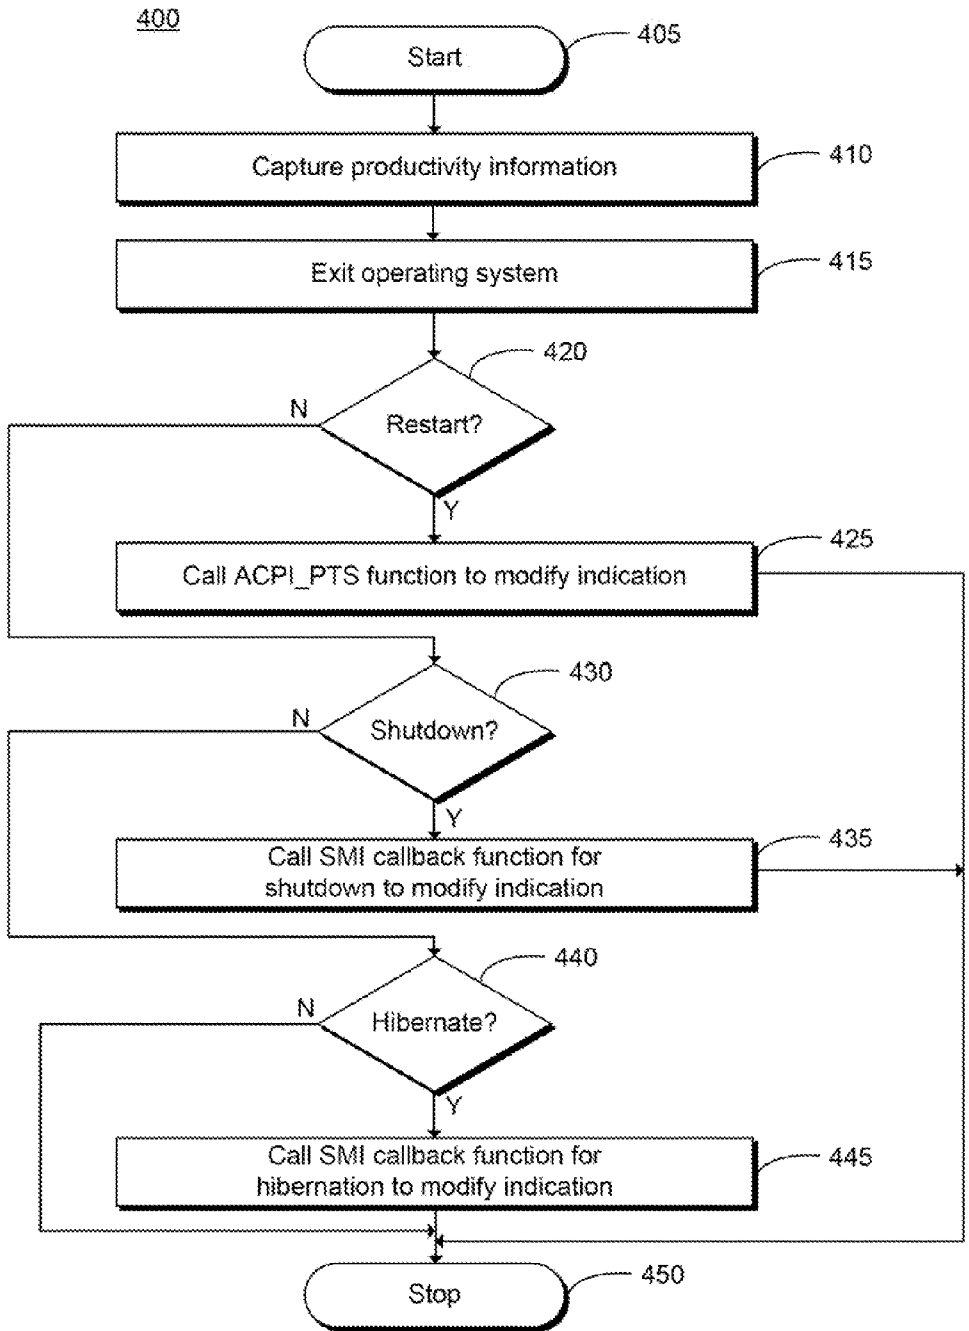 400
Start
405
Capture productivity information
410
Exit operating system
415
420
Restart?
N
Y
Call ACPI_PTS function to modify indication
425
430
Shutdown?
N
Y
Call SMI callback function for
shutdown to modify indication
435
440
Hibernate?
N
Y
Call SMI callback function for
hibernation to modify indication
445
Stop
450